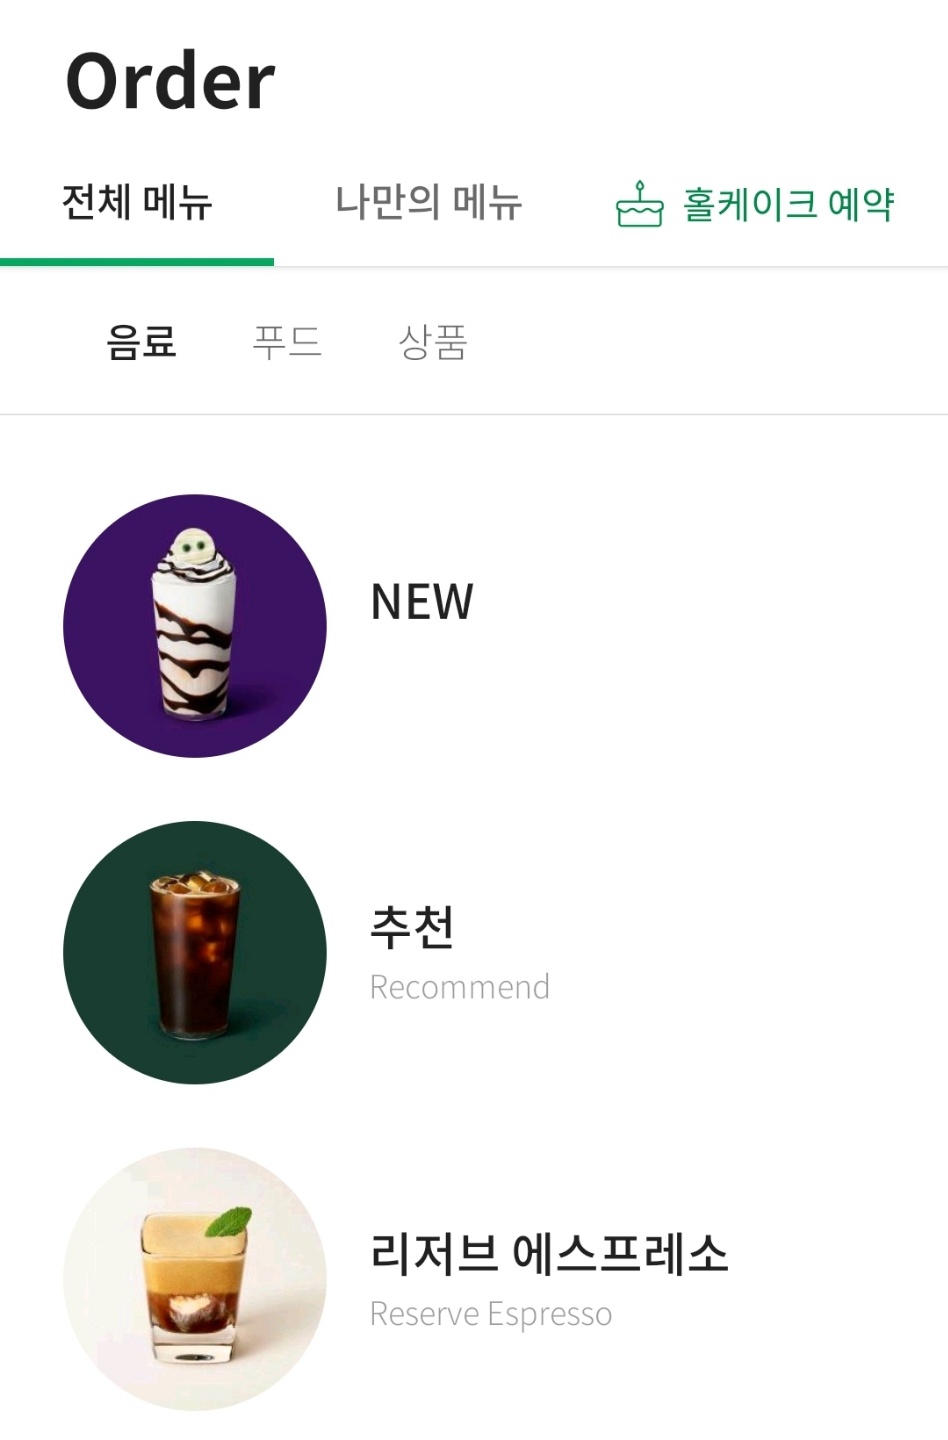 Order
전체 메뉴 나만의 메뉴 홀케이크 예약
음료 푸드 상품
NEW
추천
Recommend
리저브 에스프레소
Reserve Espresso